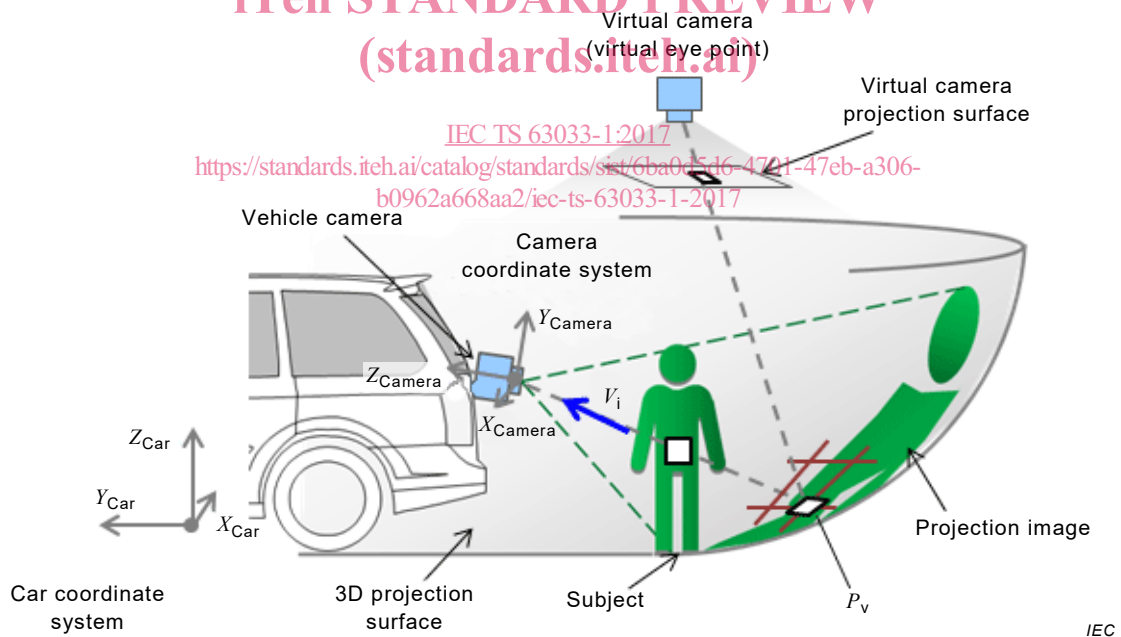 iTeh STANDARD PREVIEW
(standards.iteh.ai)
Virtual camera
(virtual eye point)
Virtual camera
projection surface
IEC TS 63033-1:2017
https://standards.iteh.ai/catalog/standards/sist/6ba0d5d6-4701-47eb-a306-
b0962a668aa2/iec-ts-63033-1-2017
Vehicle camera
Camera
coordinate system
YCamera
ZCamera
Vi
XCamera
ZCar
YCar
XCar
Projection image
Car coordinate
system
3D projection
surface
Subject
Pv
IEC